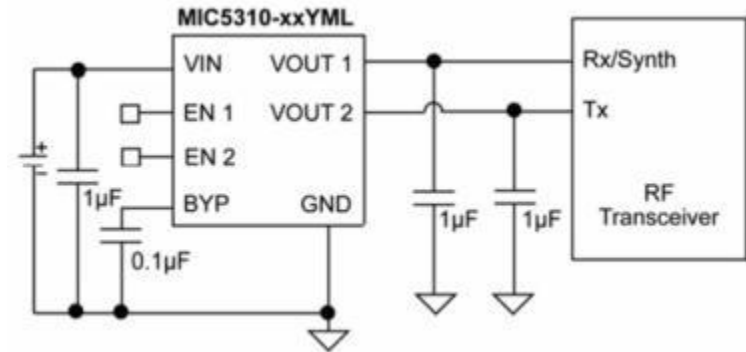 MIC5310-xxYML
VIN VOUT 1
EN 1 VOUT 2
EN 2
BYP GND
+
-
1µF
0.1µF
1µF
1µF
Rx/Synth
Tx
RF
Transceiver